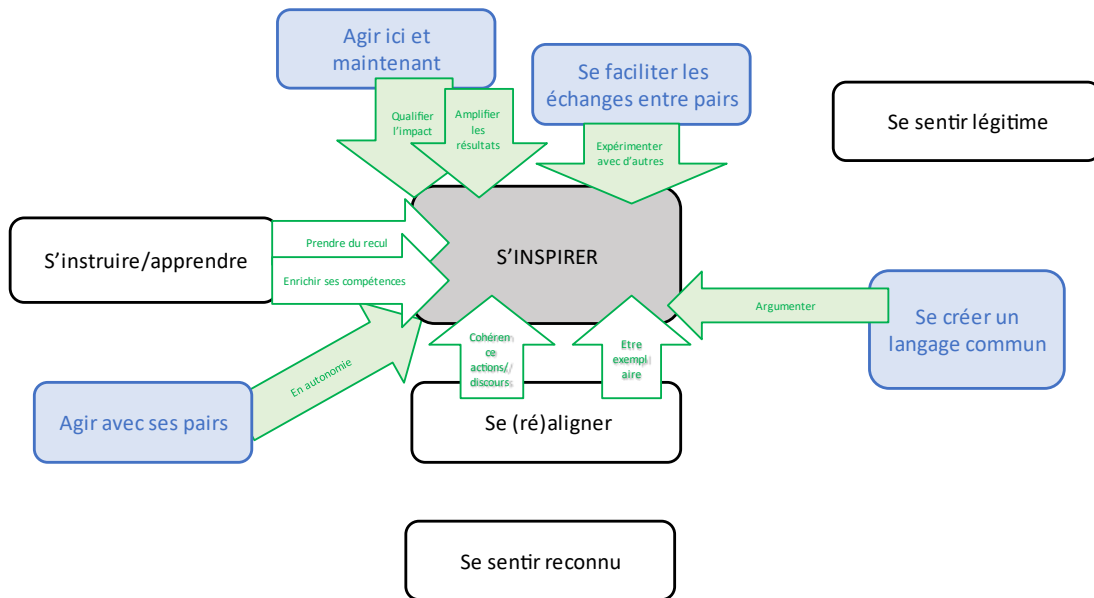 Agir ici et
maintenant
Se faciliter les
échanges entre pairs
Se sentir légitime
Qualifier
l'impact
Amplifier
les
résultats
Expérimenter
avec d'autres
S'instruire/apprendre
Prendre du recul
Enrichir ses compétences
S'INSPIRER
Argumenter
Se créer un
langage commun
En autonomie
Agir avec ses pairs
Cohéren
ce
actions/
discours
Etre
exempl
aire
Se (ré)aligner
Se sentir reconnu